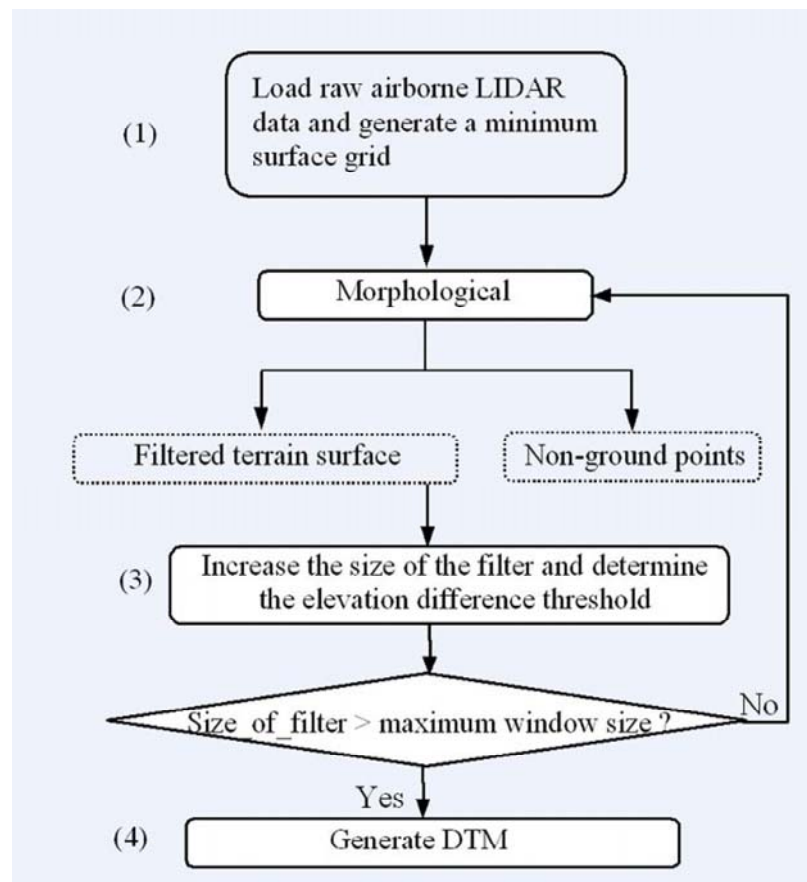 Load raw airborne LIDAR
data and generate a minimum
surface grid
(1)
(2)
Morphological
Filtered terrain surface
Non-ground points
(3)
Increase the size of the filter and determine
the elevation difference threshold
Size_of_filter > maximum window size ?
No
Yes
(4)
Generate DTM